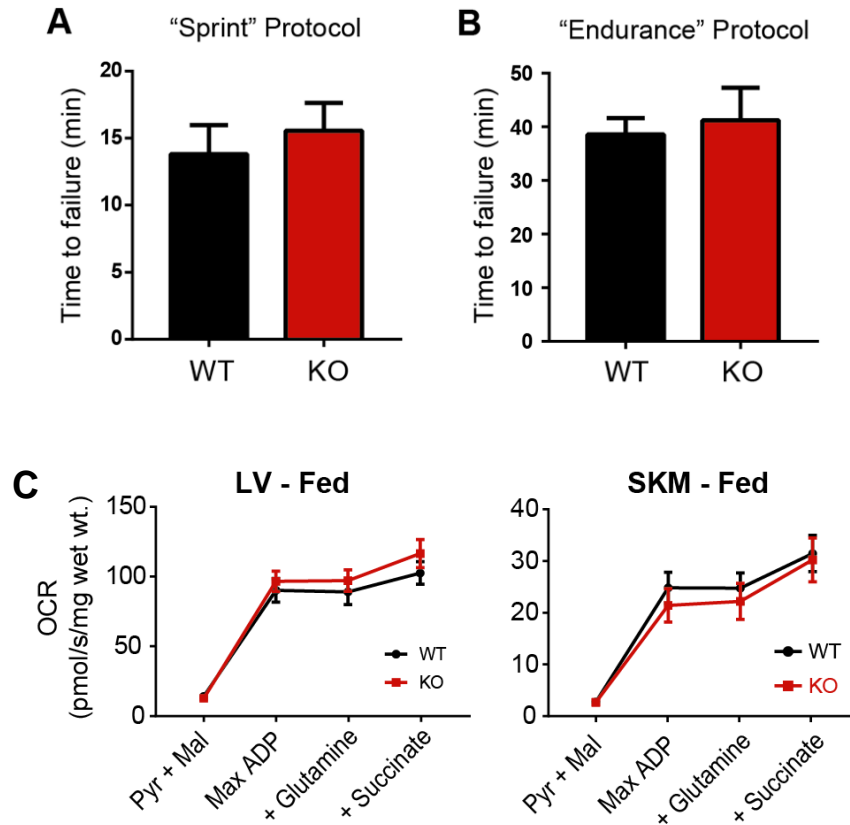 A
“Sprint” Protocol
Time to failure (min)
20
15
10
5
0
WT
KO
B
“Endurance” Protocol
Time to failure (min)
50
40
30
20
10
0
WT
KO
C
LV - Fed
OCR
(pmol/s/mg wet wt.)
150
100
50
0
WT
KO
Pyr + Mal
Max ADP
+ Glutamine
+ Succinate
SKM - Fed
40
30
20
10
0
WT
KO
Pyr + Mal
Max ADP
+ Glutamine
+ Succinate